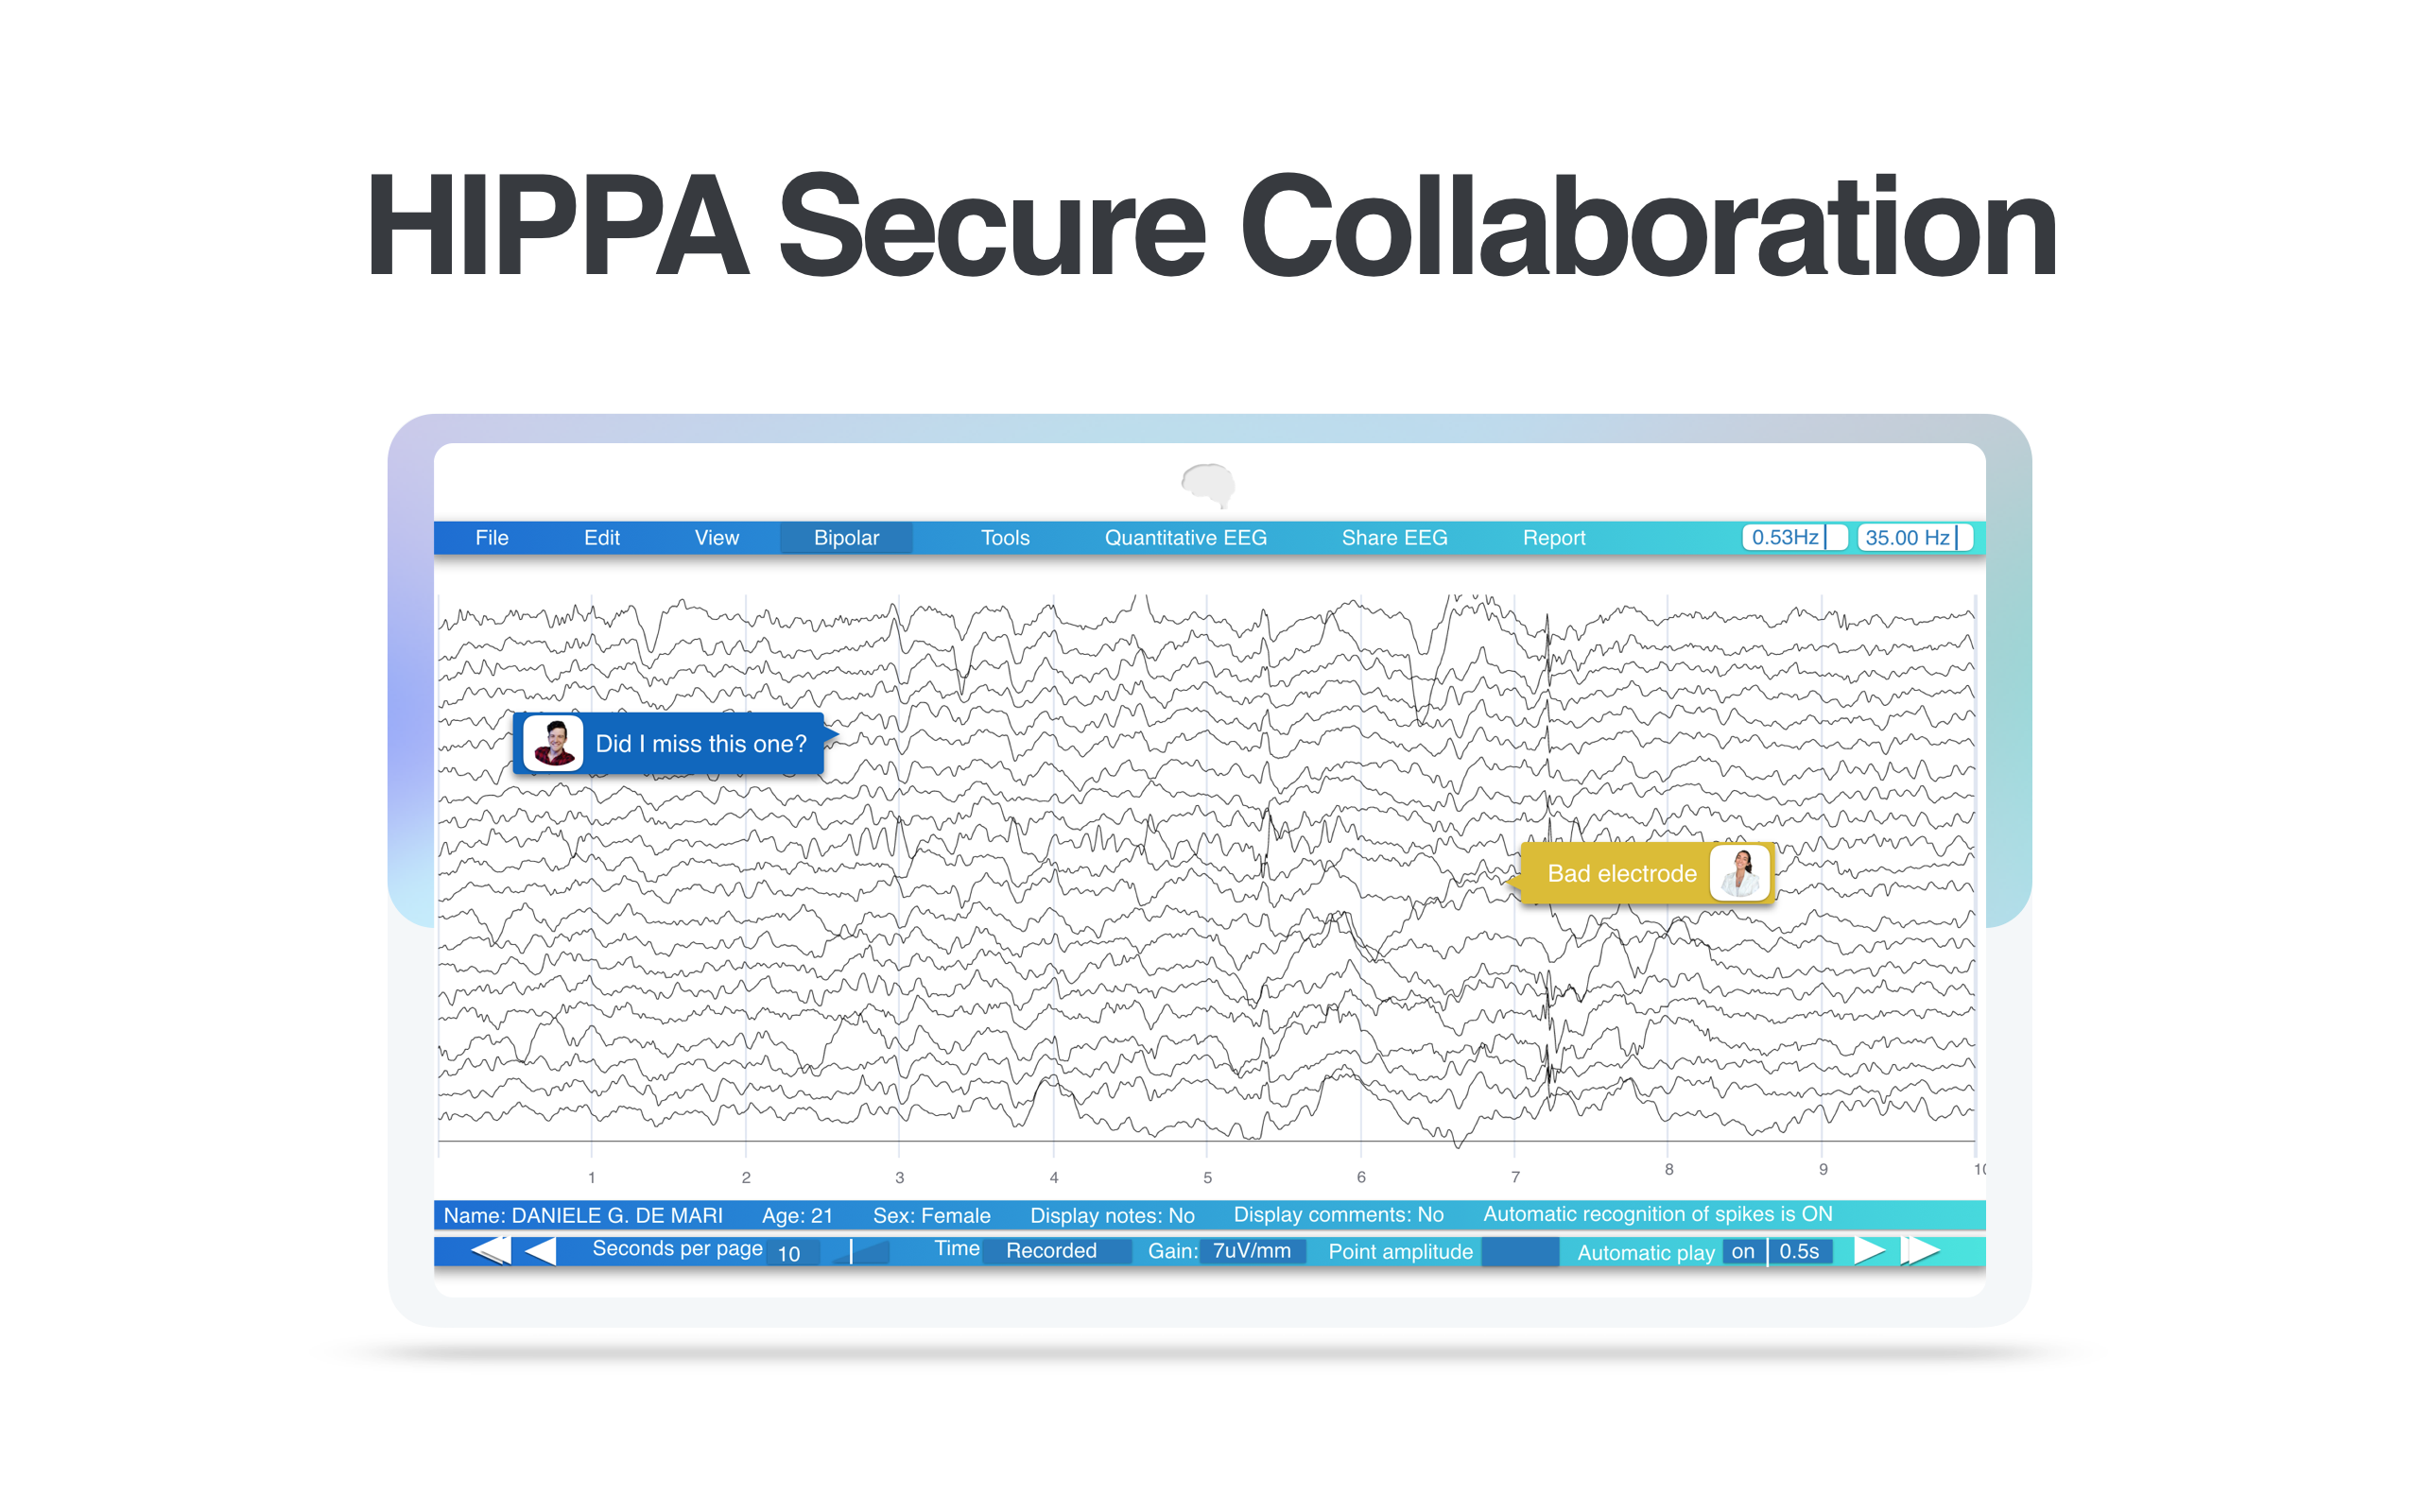 HIPPA Secure Collaboration
File Edit View Bipolar Tools Quantitative EEG Share EEG Report 0.53Hz 35.00 Hz
Did I miss this one?
Bad electrode
1 2 3 4 5 6 7 8 9 10
Name: DANIELE G. DE MARI Age: 21 Sex: Female Display notes: No Display comments: No Automatic recognition of spikes is ON
Seconds per page 10 Time Recorded Gain: 7uV/mm Point amplitude Automatic play on 0.5s